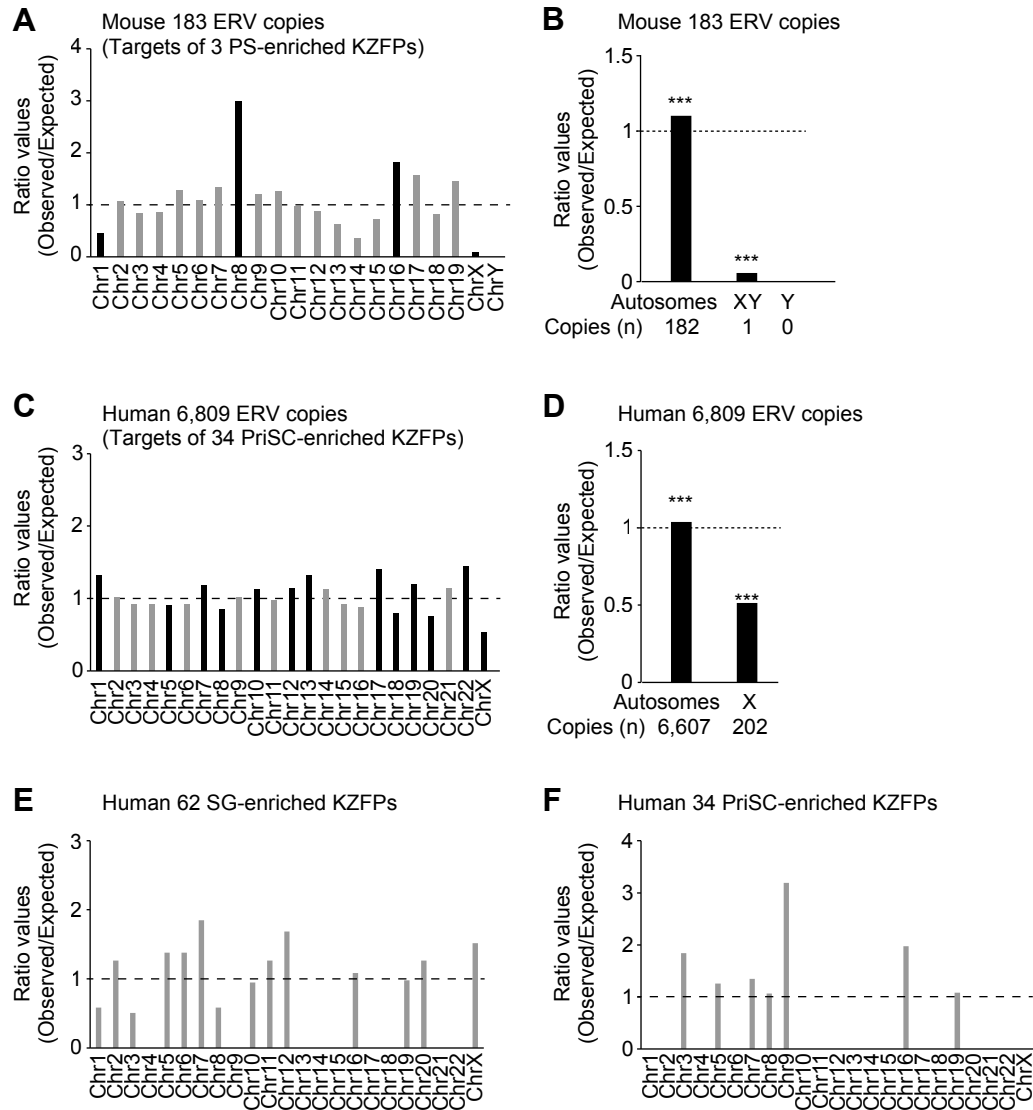 A
Mouse 183 ERV copies
(Targets of 3 PS-enriched KZFPs)
Ratio values
(Observed/Expected)
4
3
2
1
0
Chr1
Chr2
Chr3
Chr4
Chr5
Chr6
Chr7
Chr8
Chr9
Chr10
Chr11
Chr12
Chr13
Chr14
Chr15
Chr16
Chr17
Chr18
Chr19
ChrX
ChrY
B
Mouse 183 ERV copies
Ratio values
(Observed/Expected)
1.5
1
0.5
0
***
***
Autosomes XY Y
Copies (n) 182 1 0
C
Human 6,809 ERV copies
(Targets of 34 PriSC-enriched KZFPs)
Ratio values
(Observed/Expected)
3
2
1
0
Chr1
Chr2
Chr3
Chr4
Chr5
Chr6
Chr7
Chr8
Chr9
Chr10
Chr11
Chr12
Chr13
Chr14
Chr15
Chr16
Chr17
Chr18
Chr19
Chr20
Chr21
Chr22
ChrX
D
Human 6,809 ERV copies
Ratio values
(Observed/Expected)
1.5
1
0.5
0
***
***
Autosomes X
Copies (n) 6,607 202
E
Human 62 SG-enriched KZFPs
Ratio values
(Observed/Expected)
3
2
1
0
Chr1
Chr2
Chr3
Chr4
Chr5
Chr6
Chr7
Chr8
Chr9
Chr10
Chr11
Chr12
Chr13
Chr14
Chr15
Chr16
Chr17
Chr18
Chr19
Chr20
Chr21
Chr22
ChrX
F
Human 34 PriSC-enriched KZFPs
Ratio values
(Observed/Expected)
4
3
2
1
0
Chr1
Chr2
Chr3
Chr4
Chr5
Chr6
Chr7
Chr8
Chr9
Chr10
Chr11
Chr12
Chr13
Chr14
Chr15
Chr16
Chr17
Chr18
Chr19
Chr20
Chr21
Chr22
ChrX